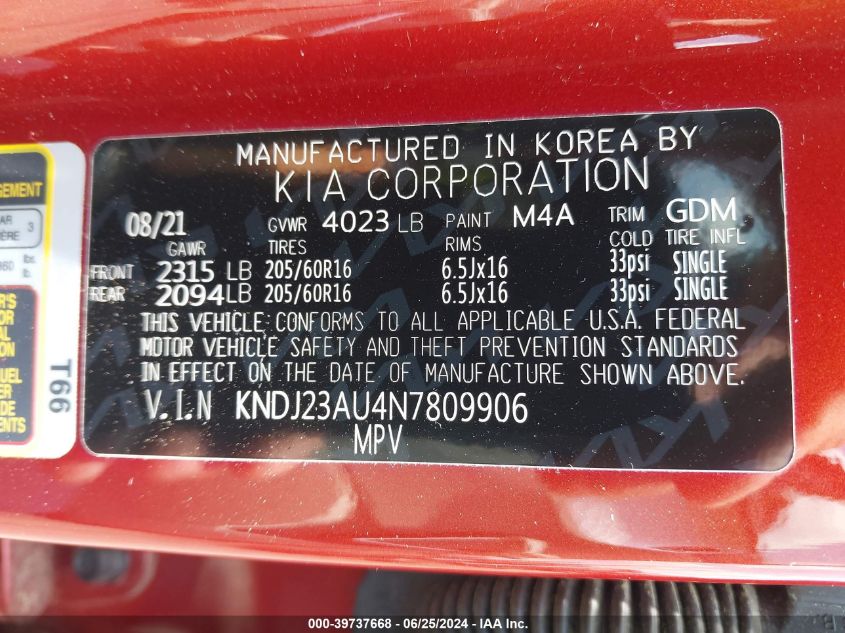 MANUFACTURED IN KOREA BY
KIA CORPORATION
08/21 GVWR 4023 LB PAINT M4A TRIM GDM
GAWR TIRES RIMS COLD TIRE INFL
FRONT 2315 LB 205/60R16 6.5Jx16 33psi SINGLE
REAR 2094 LB 205/60R16 6.5Jx16 33psi SINGLE
THIS VEHICLE CONFORMS TO ALL APPLICABLE U.S.A. FEDERAL
MOTOR VEHICLE SAFETY AND THEFT PREVENTION STANDARDS
IN EFFECT ON THE DATE OF MANUFACTURE SHOWN ABOVE.
V.I.N KNDJ23AU4N7809906
MPV
T66
000-39737668 - 06/25/2024 - IAA Inc.